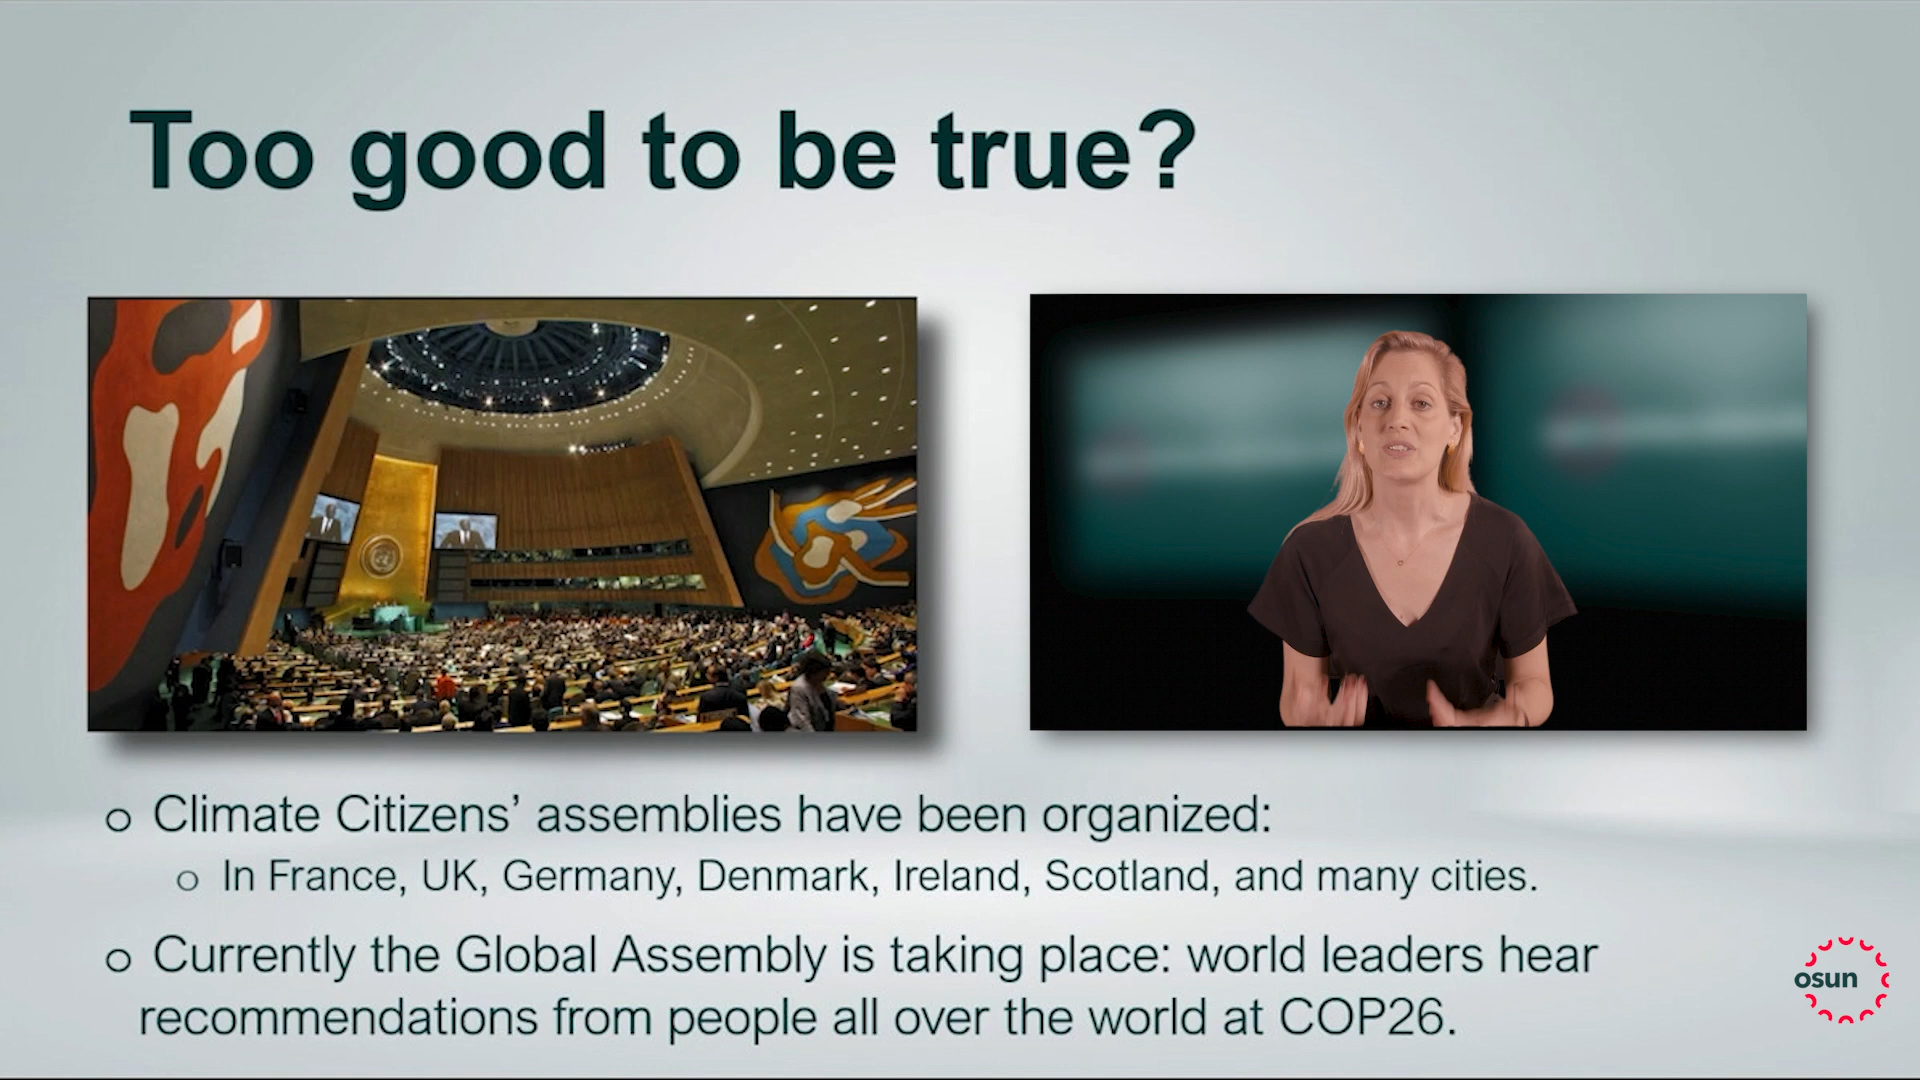 Too good to be true?
o Climate Citizens’ assemblies have been organized:
o In France, UK, Germany, Denmark, Ireland, Scotland, and many cities.
o Currently the Global Assembly is taking place: world leaders hear
recommendations from people all over the world at COP26.
osun